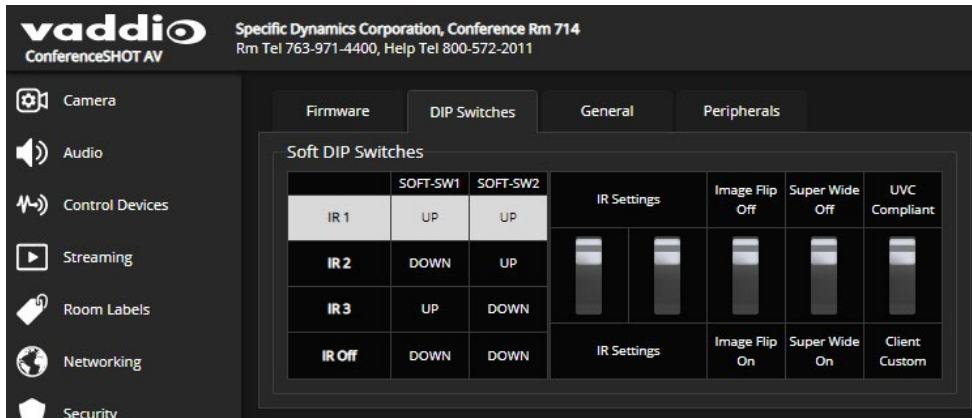 vaddio
ConferenceSHOT AV
Specific Dynamics Corporation, Conference Rm 714
Rm Tel 763-971-4400, Help Tel 800-572-2011
Camera
Audio
Control Devices
Streaming
Room Labels
Networking
Security
Firmware DIP Switches General Peripherals
Soft DIP Switches
SOFT-SW1 SOFT-SW2
IR 1 UP UP
IR 2 DOWN UP
IR 3 UP DOWN
IR Off DOWN DOWN
IR Settings
Image Flip
Off
Super Wide
Off
UVC
Compliant
IR Settings
Image Flip
On
Super Wide
On
Client
Custom